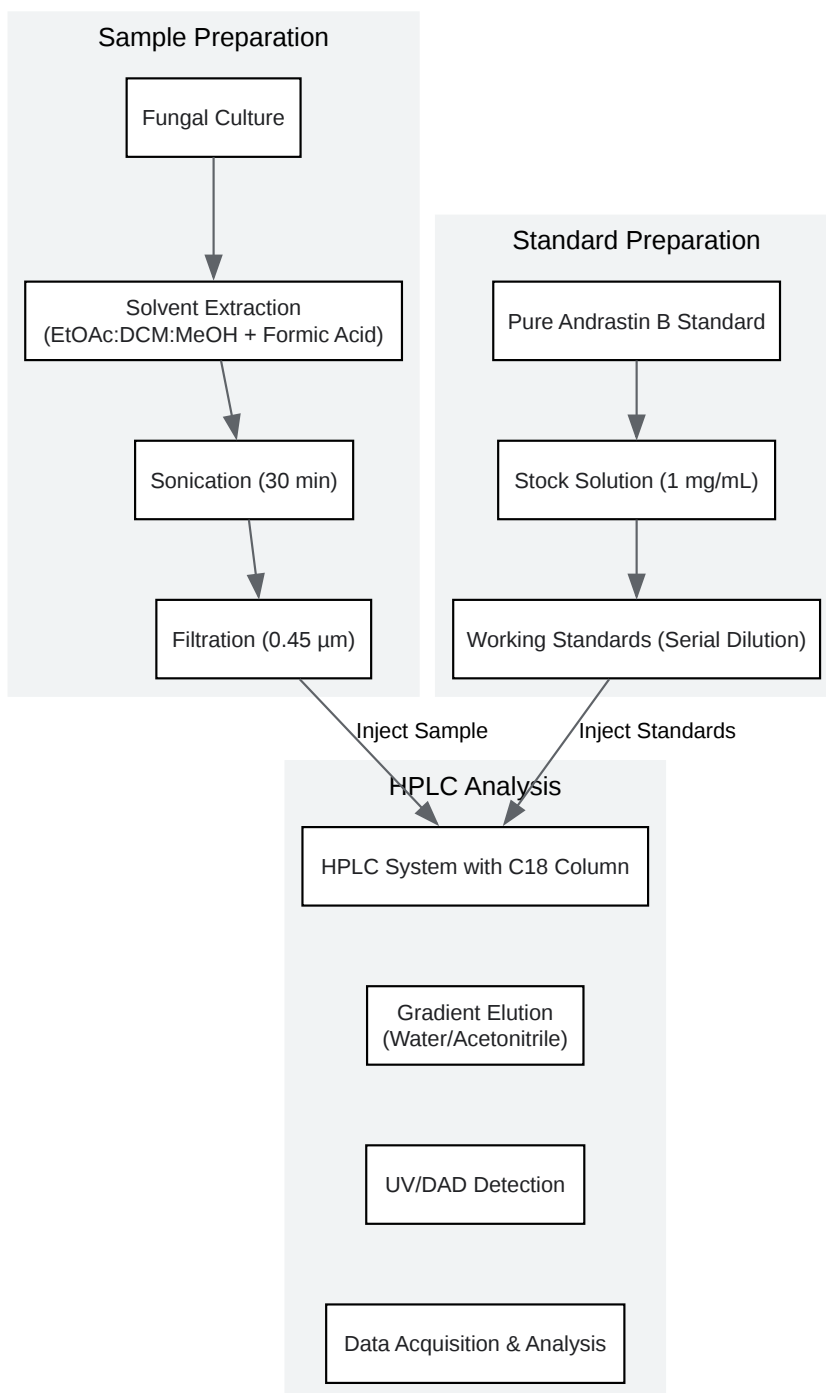 Sample Preparation
Fungal Culture
Solvent Extraction
(EtOAc:DCM:MeOH + Formic Acid)
Sonication (30 min)
Filtration (0.45 µm)
Standard Preparation
Pure Andrastin B Standard
Stock Solution (1 mg/mL)
Working Standards (Serial Dilution)
Inject Sample
Inject Standards
HPLC Analysis
HPLC System with C18 Column
Gradient Elution
(Water/Acetonitrile)
UV/DAD Detection
Data Acquisition & Analysis